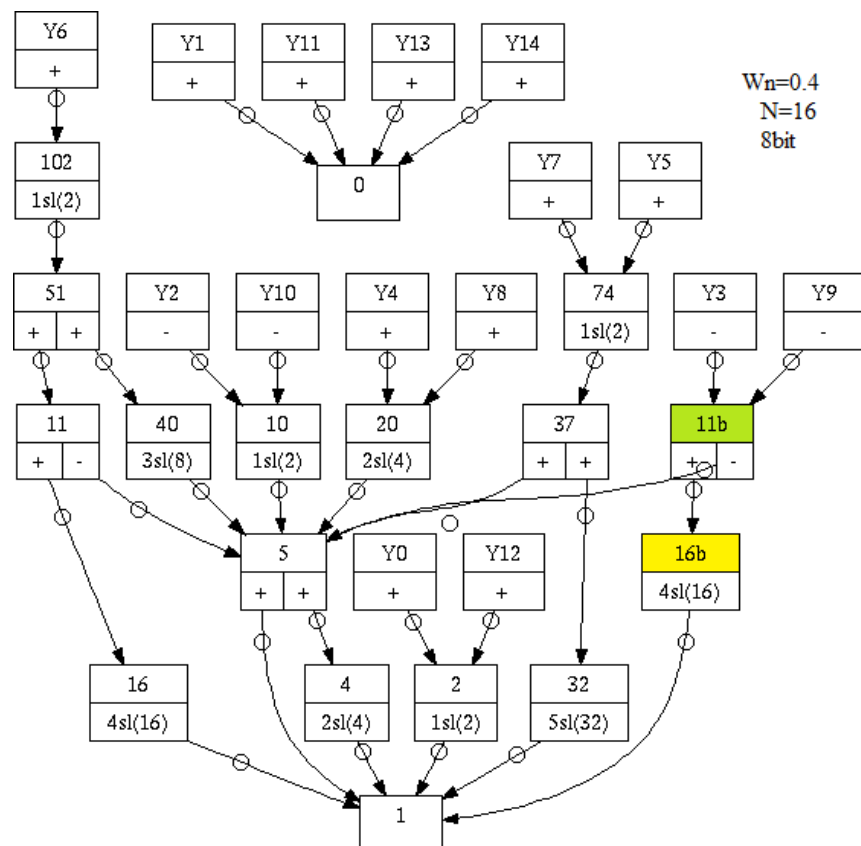 Y6
+
Y1
+
Y11
+
Y13
+
Y14
+
Wn=0.4
N=16
8bit
102
1sl(2)
0
Y7
+
Y5
+
51
+ +
Y2
-
Y10
-
Y4
+
Y8
+
74
1sl(2)
Y3
-
Y9
-
11
+ -
40
3sl(8)
10
1sl(2)
20
2sl(4)
37
+ +
11b
+ -
5
+ +
Y0
+
Y12
+
16b
4sl(16)
16
4sl(16)
4
2sl(4)
2
1sl(2)
32
5sl(32)
1